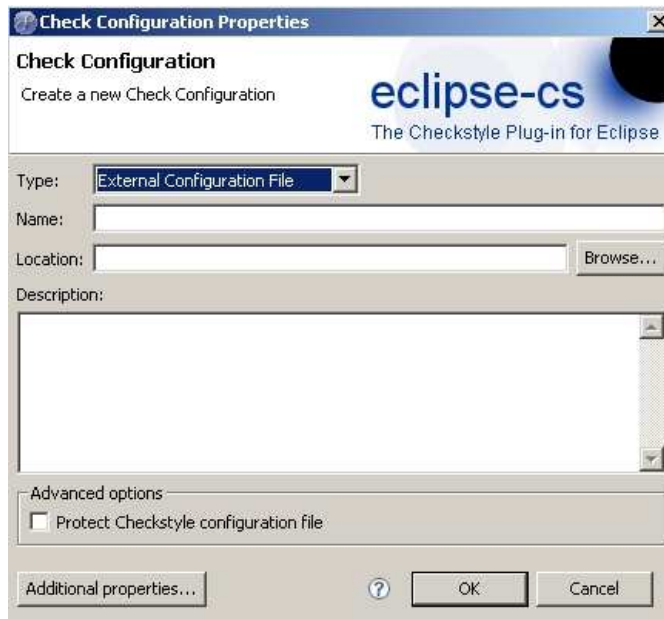 Check Configuration Properties
Check Configuration
Create a new Check Configuration
eclipse-cs
The Checkstyle Plug-in for Eclipse
Type: External Configuration File
Name:
Location: Browse...
Description:
Advanced options
Protect Checkstyle configuration file
Additional properties... ? OK Cancel